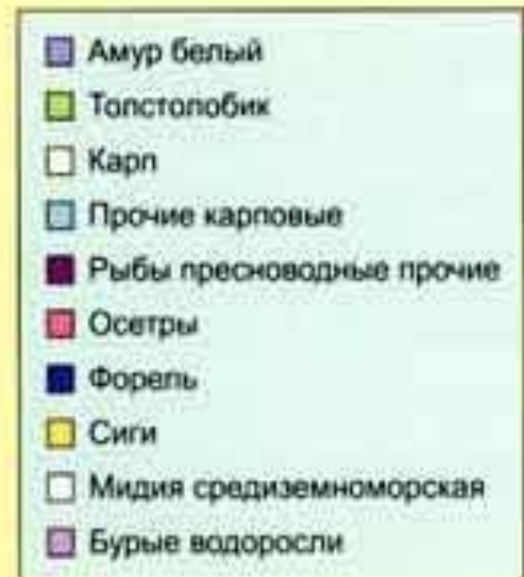 Амур белый
Толстолобик
Карп
Прочие карповые
Рыбы пресноводные прочие
Осетры
Форель
Сиги
Мидия средиземноморская
Бурые водоросли